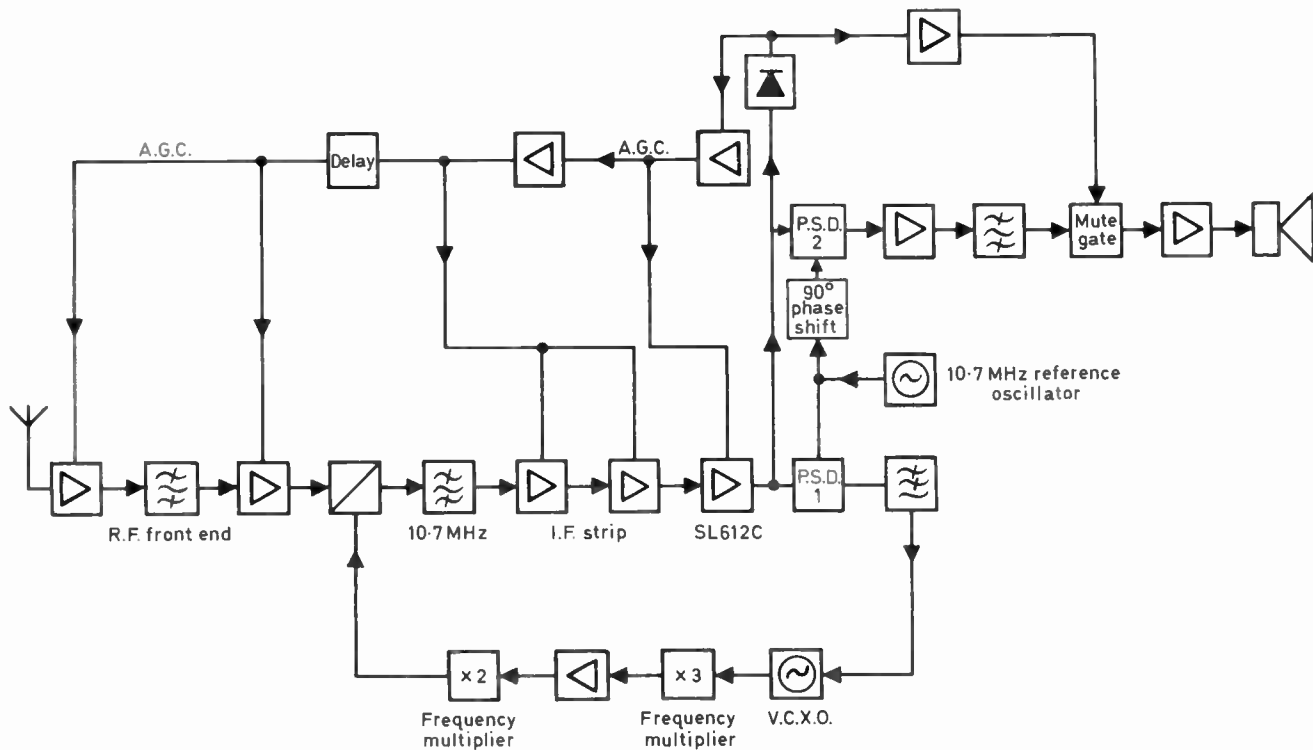 A.G.C.
Delay
A.G.C.
P.S.D.
2
Mute
gate
90°
phase
shift
10·7 MHz reference
oscillator
P.S.D.
1
R.F. front end
10·7 MHz
I.F. strip
SL612C
×2
×3
Frequency
multiplier
Frequency
multiplier
V.C.X.O.